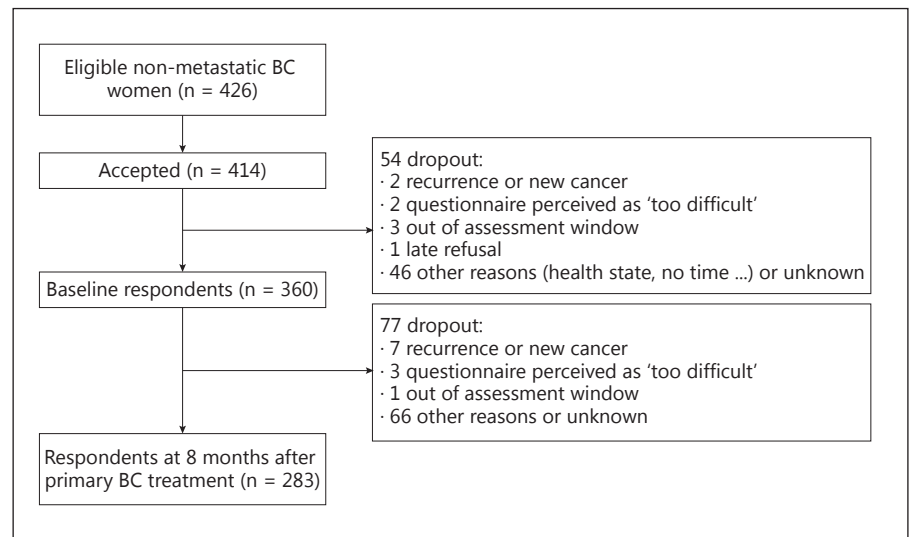 Eligible non-metastatic BC
women (n = 426)
Accepted (n = 414)
54 dropout:
· 2 recurrence or new cancer
· 2 questionnaire perceived as ‘too difficult’
· 3 out of assessment window
· 1 late refusal
· 46 other reasons (health state, no time ...) or unknown
Baseline respondents (n = 360)
77 dropout:
· 7 recurrence or new cancer
· 3 questionnaire perceived as ‘too difficult’
· 1 out of assessment window
· 66 other reasons or unknown
Respondents at 8 months after
primary BC treatment (n = 283)